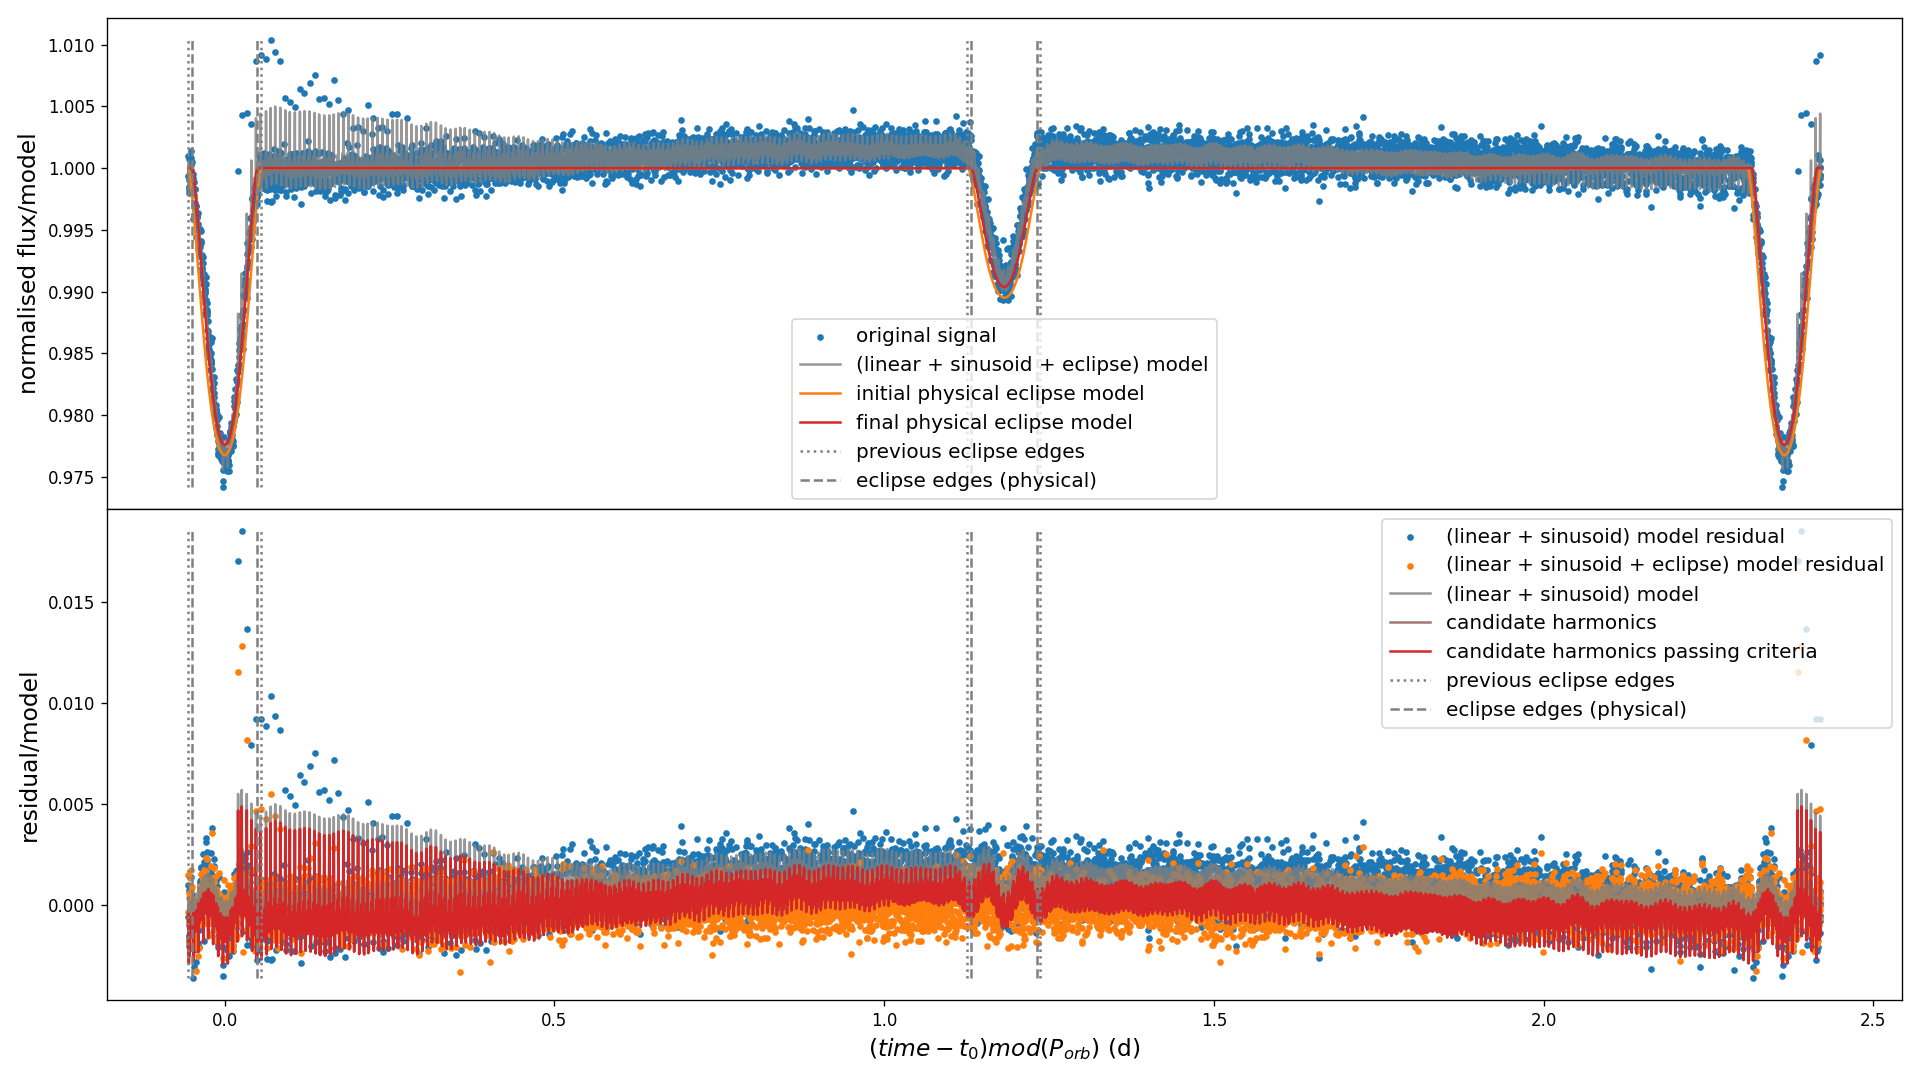 normalised flux/model
1.010
1.005
1.000
0.995
0.990
0.985
0.980
0.975
original signal
(linear + sinusoid + eclipse) model
initial physical eclipse model
final physical eclipse model
previous eclipse edges
eclipse edges (physical)
residual/model
0.015
0.010
0.005
0.000
(linear + sinusoid) model residual
(linear + sinusoid + eclipse) model residual
(linear + sinusoid) model
candidate harmonics
candidate harmonics passing criteria
previous eclipse edges
eclipse edges (physical)
0.0 0.5 1.0 1.5 2.0 2.5
(time − t₀)mod(Pₒᵣb) (d)